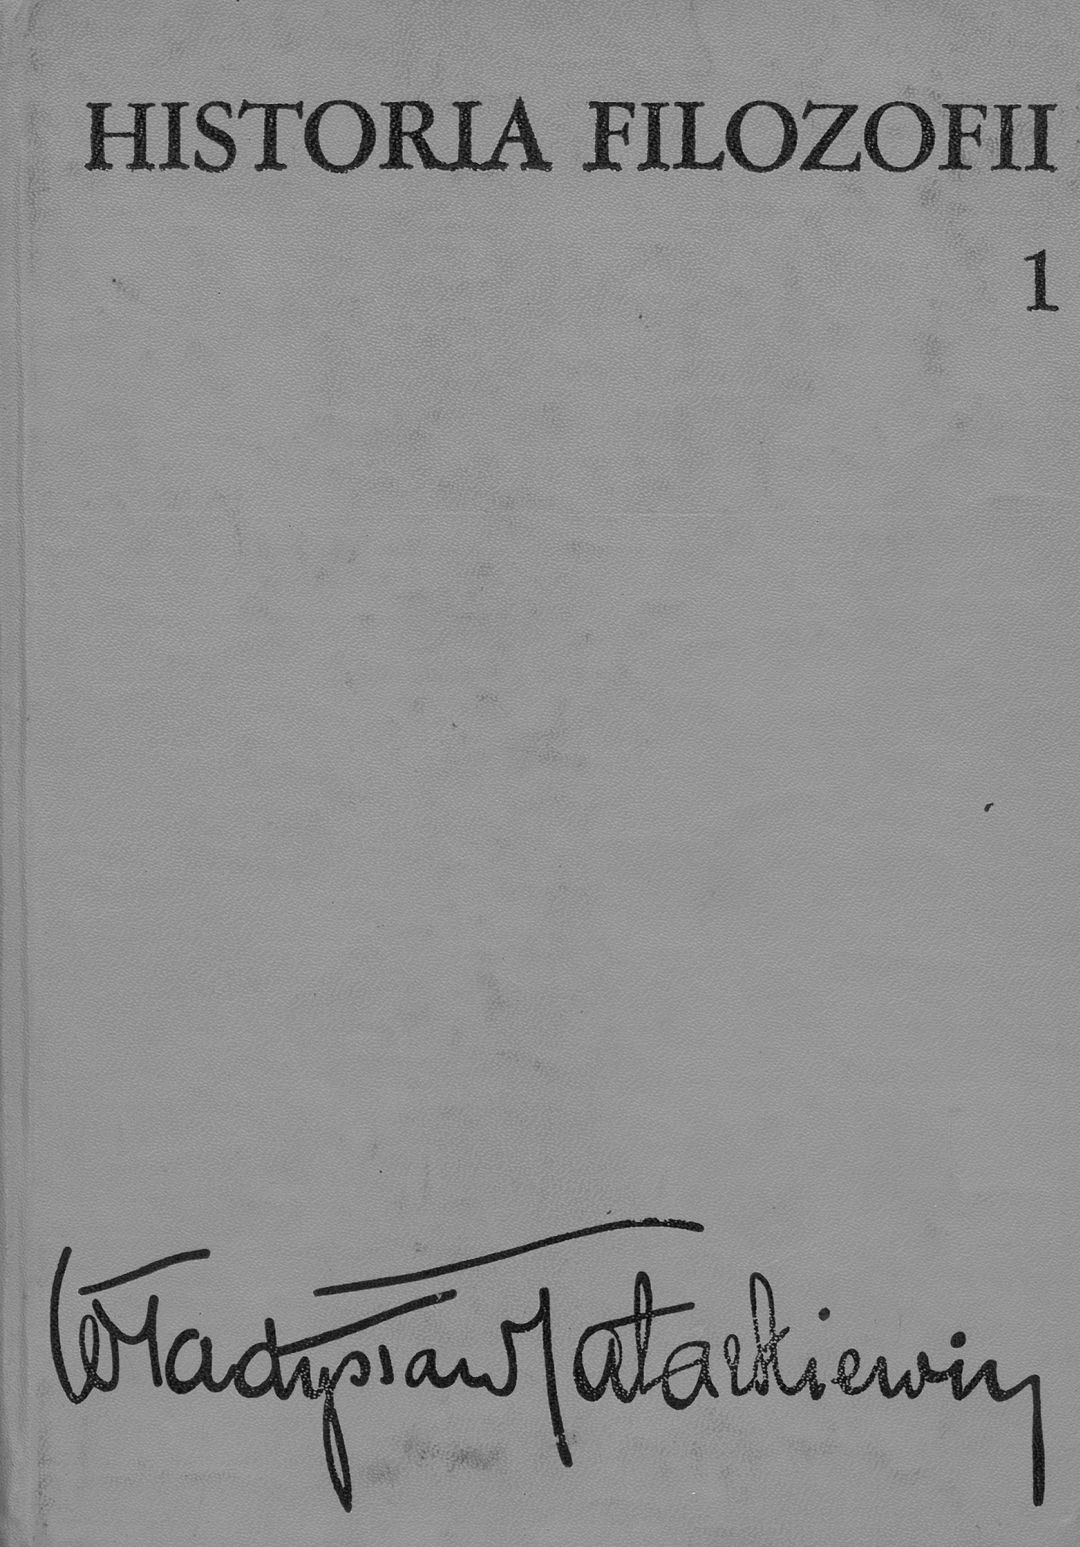 HISTORIA FILOZOFII
1
Władysław Tatarkiewicz